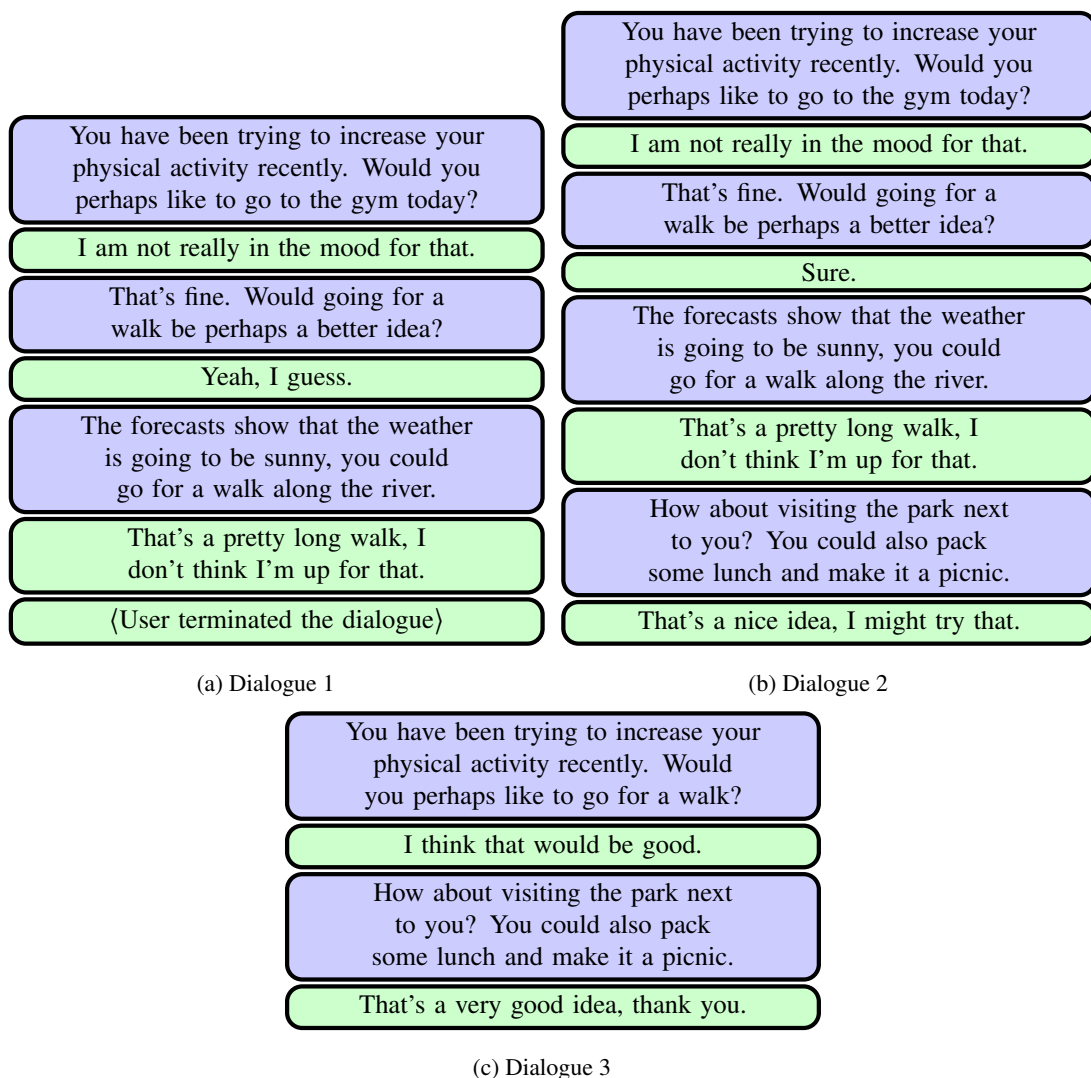 You have been trying to increase your
physical activity recently. Would you
perhaps like to go to the gym today?
I am not really in the mood for that.
That's fine. Would going for a
walk be perhaps a better idea?
Yeah, I guess.
The forecasts show that the weather
is going to be sunny, you could
go for a walk along the river.
That's a pretty long walk, I
don't think I'm up for that.
⟨User terminated the dialogue⟩
(a) Dialogue 1
You have been trying to increase your
physical activity recently. Would you
perhaps like to go to the gym today?
I am not really in the mood for that.
That's fine. Would going for a
walk be perhaps a better idea?
Sure.
The forecasts show that the weather
is going to be sunny, you could
go for a walk along the river.
That's a pretty long walk, I
don't think I'm up for that.
How about visiting the park next
to you? You could also pack
some lunch and make it a picnic.
That's a nice idea, I might try that.
(b) Dialogue 2
You have been trying to increase your
physical activity recently. Would
you perhaps like to go for a walk?
I think that would be good.
How about visiting the park next
to you? You could also pack
some lunch and make it a picnic.
That's a very good idea, thank you.
(c) Dialogue 3